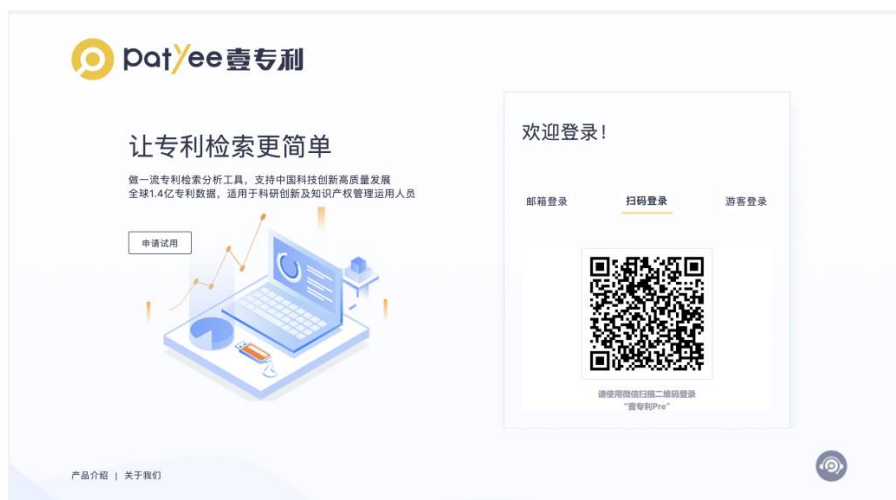 patyee壹专利
让专利检索更简单
做一流专利检索分析工具，支持中国科技创新高质量发展
全球1.4亿专利数据，适用于科研创新及知识产权管理运用人员
申请试用
欢迎登录！
邮箱登录 扫码登录 游客登录
请使用微信扫描二维码登录
“壹专利Pre”
产品介绍 | 关于我们